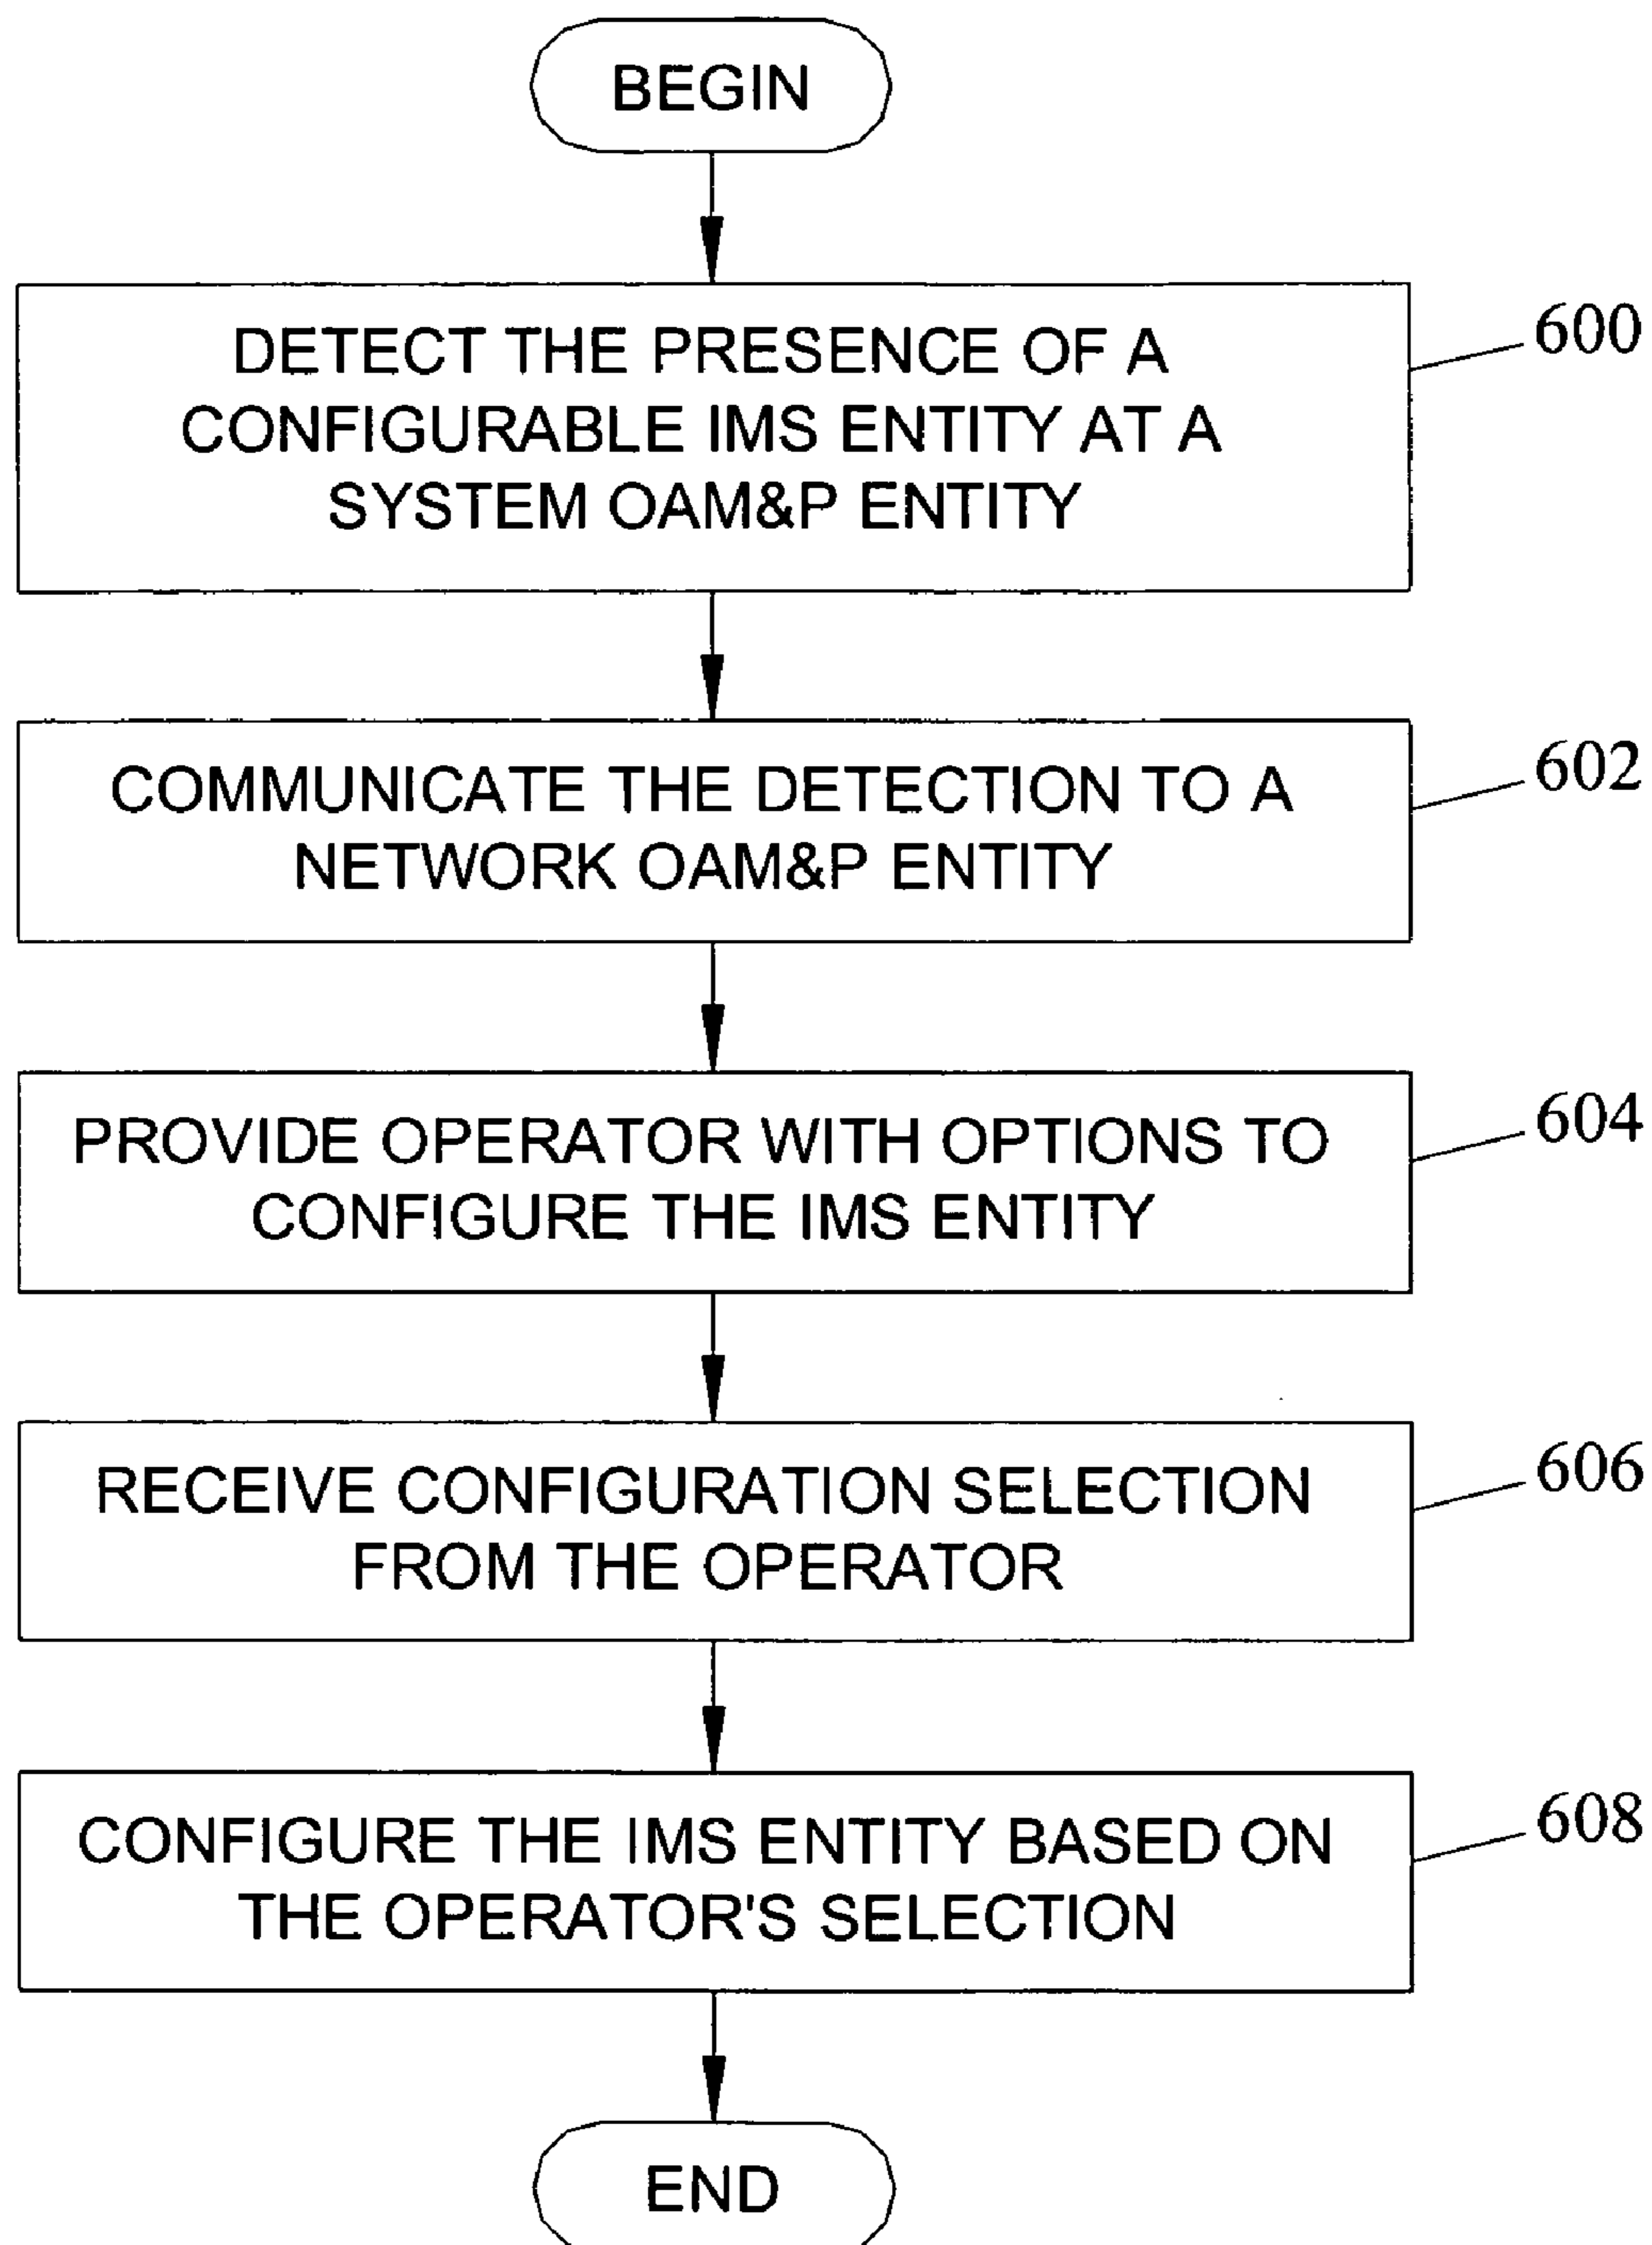 BEGIN
DETECT THE PRESENCE OF A
CONFIGURABLE IMS ENTITY AT A
SYSTEM OAM&P ENTITY
600
COMMUNICATE THE DETECTION TO A
NETWORK OAM&P ENTITY
602
PROVIDE OPERATOR WITH OPTIONS TO
CONFIGURE THE IMS ENTITY
604
RECEIVE CONFIGURATION SELECTION
FROM THE OPERATOR
606
CONFIGURE THE IMS ENTITY BASED ON
THE OPERATOR'S SELECTION
608
END